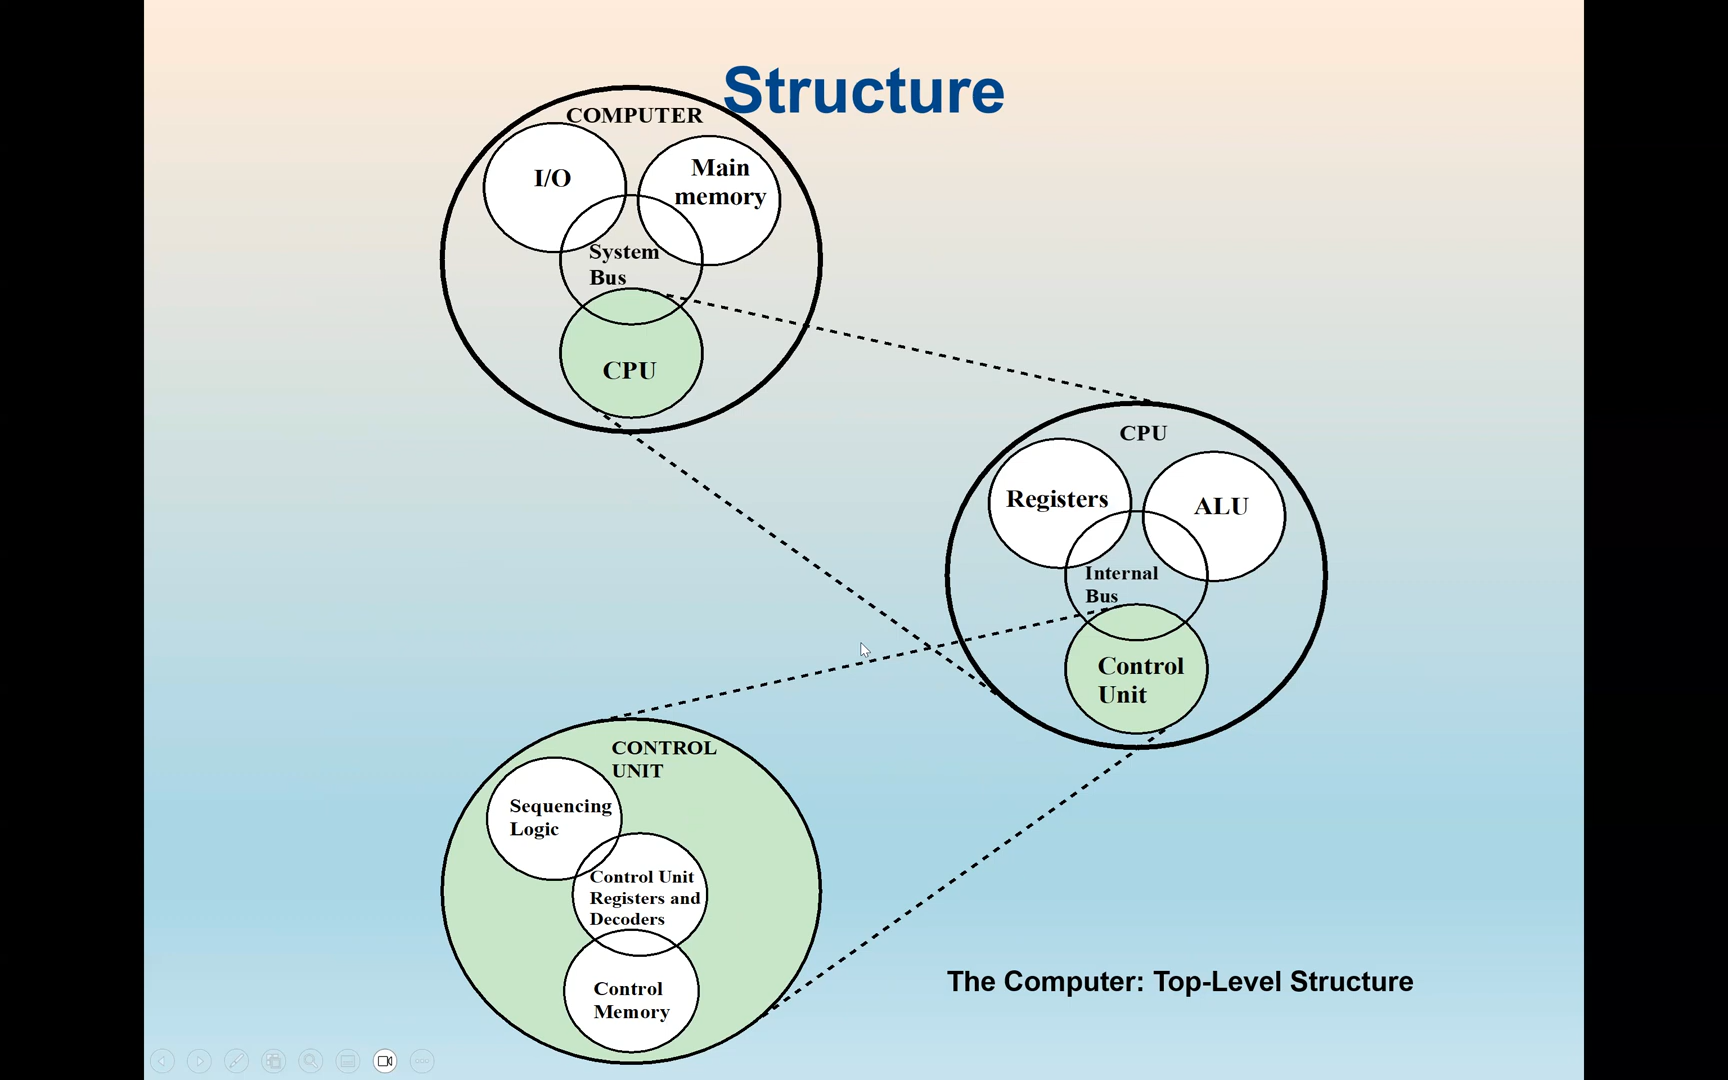 Structure
COMPUTER
I/O
Main
memory
System
Bus
CPU
CPU
Registers
ALU
Internal
Bus
Control
Unit
CONTROL
UNIT
Sequencing
Logic
Control Unit
Registers and
Decoders
Control
Memory
The Computer: Top-Level Structure